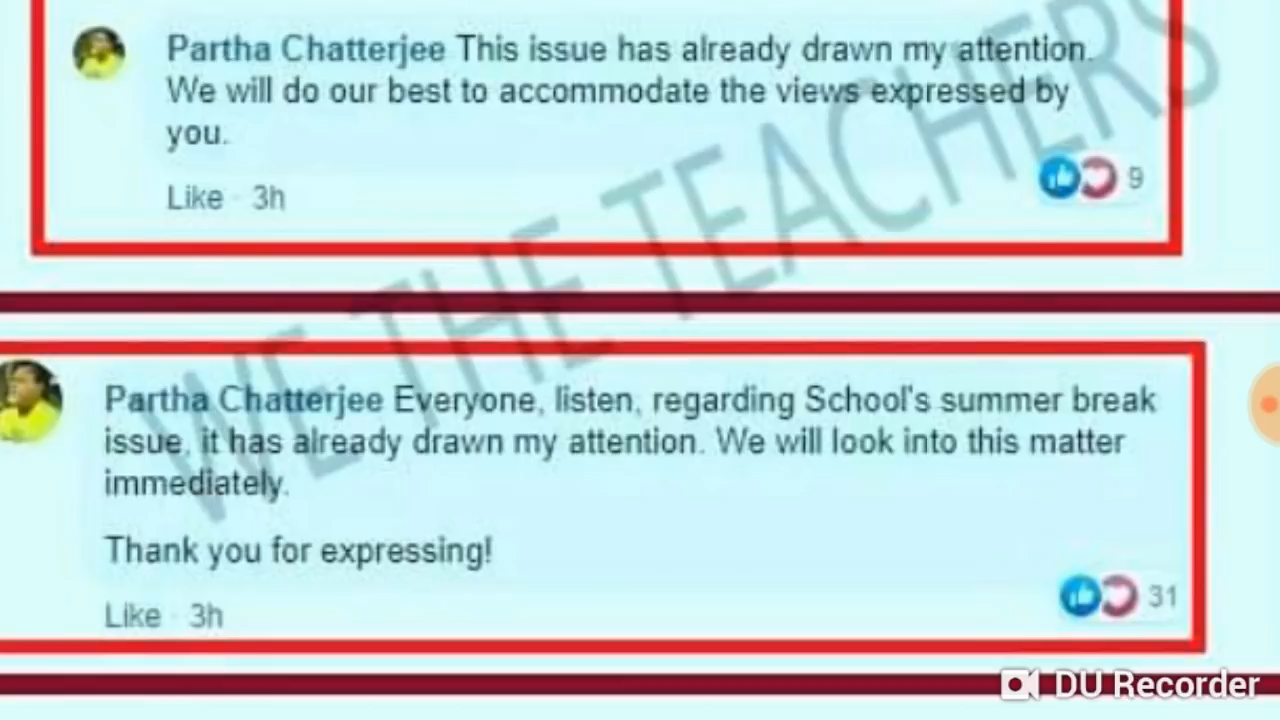 Partha Chatterjee This issue has already drawn my attention.
We will do our best to accommodate the views expressed by
you.
Like · 3h
9
WE THE TEACHERS
Partha Chatterjee Everyone, listen, regarding School's summer break
issue, it has already drawn my attention. We will look into this matter
immediately.
Thank you for expressing!
Like · 3h
31
DU Recorder